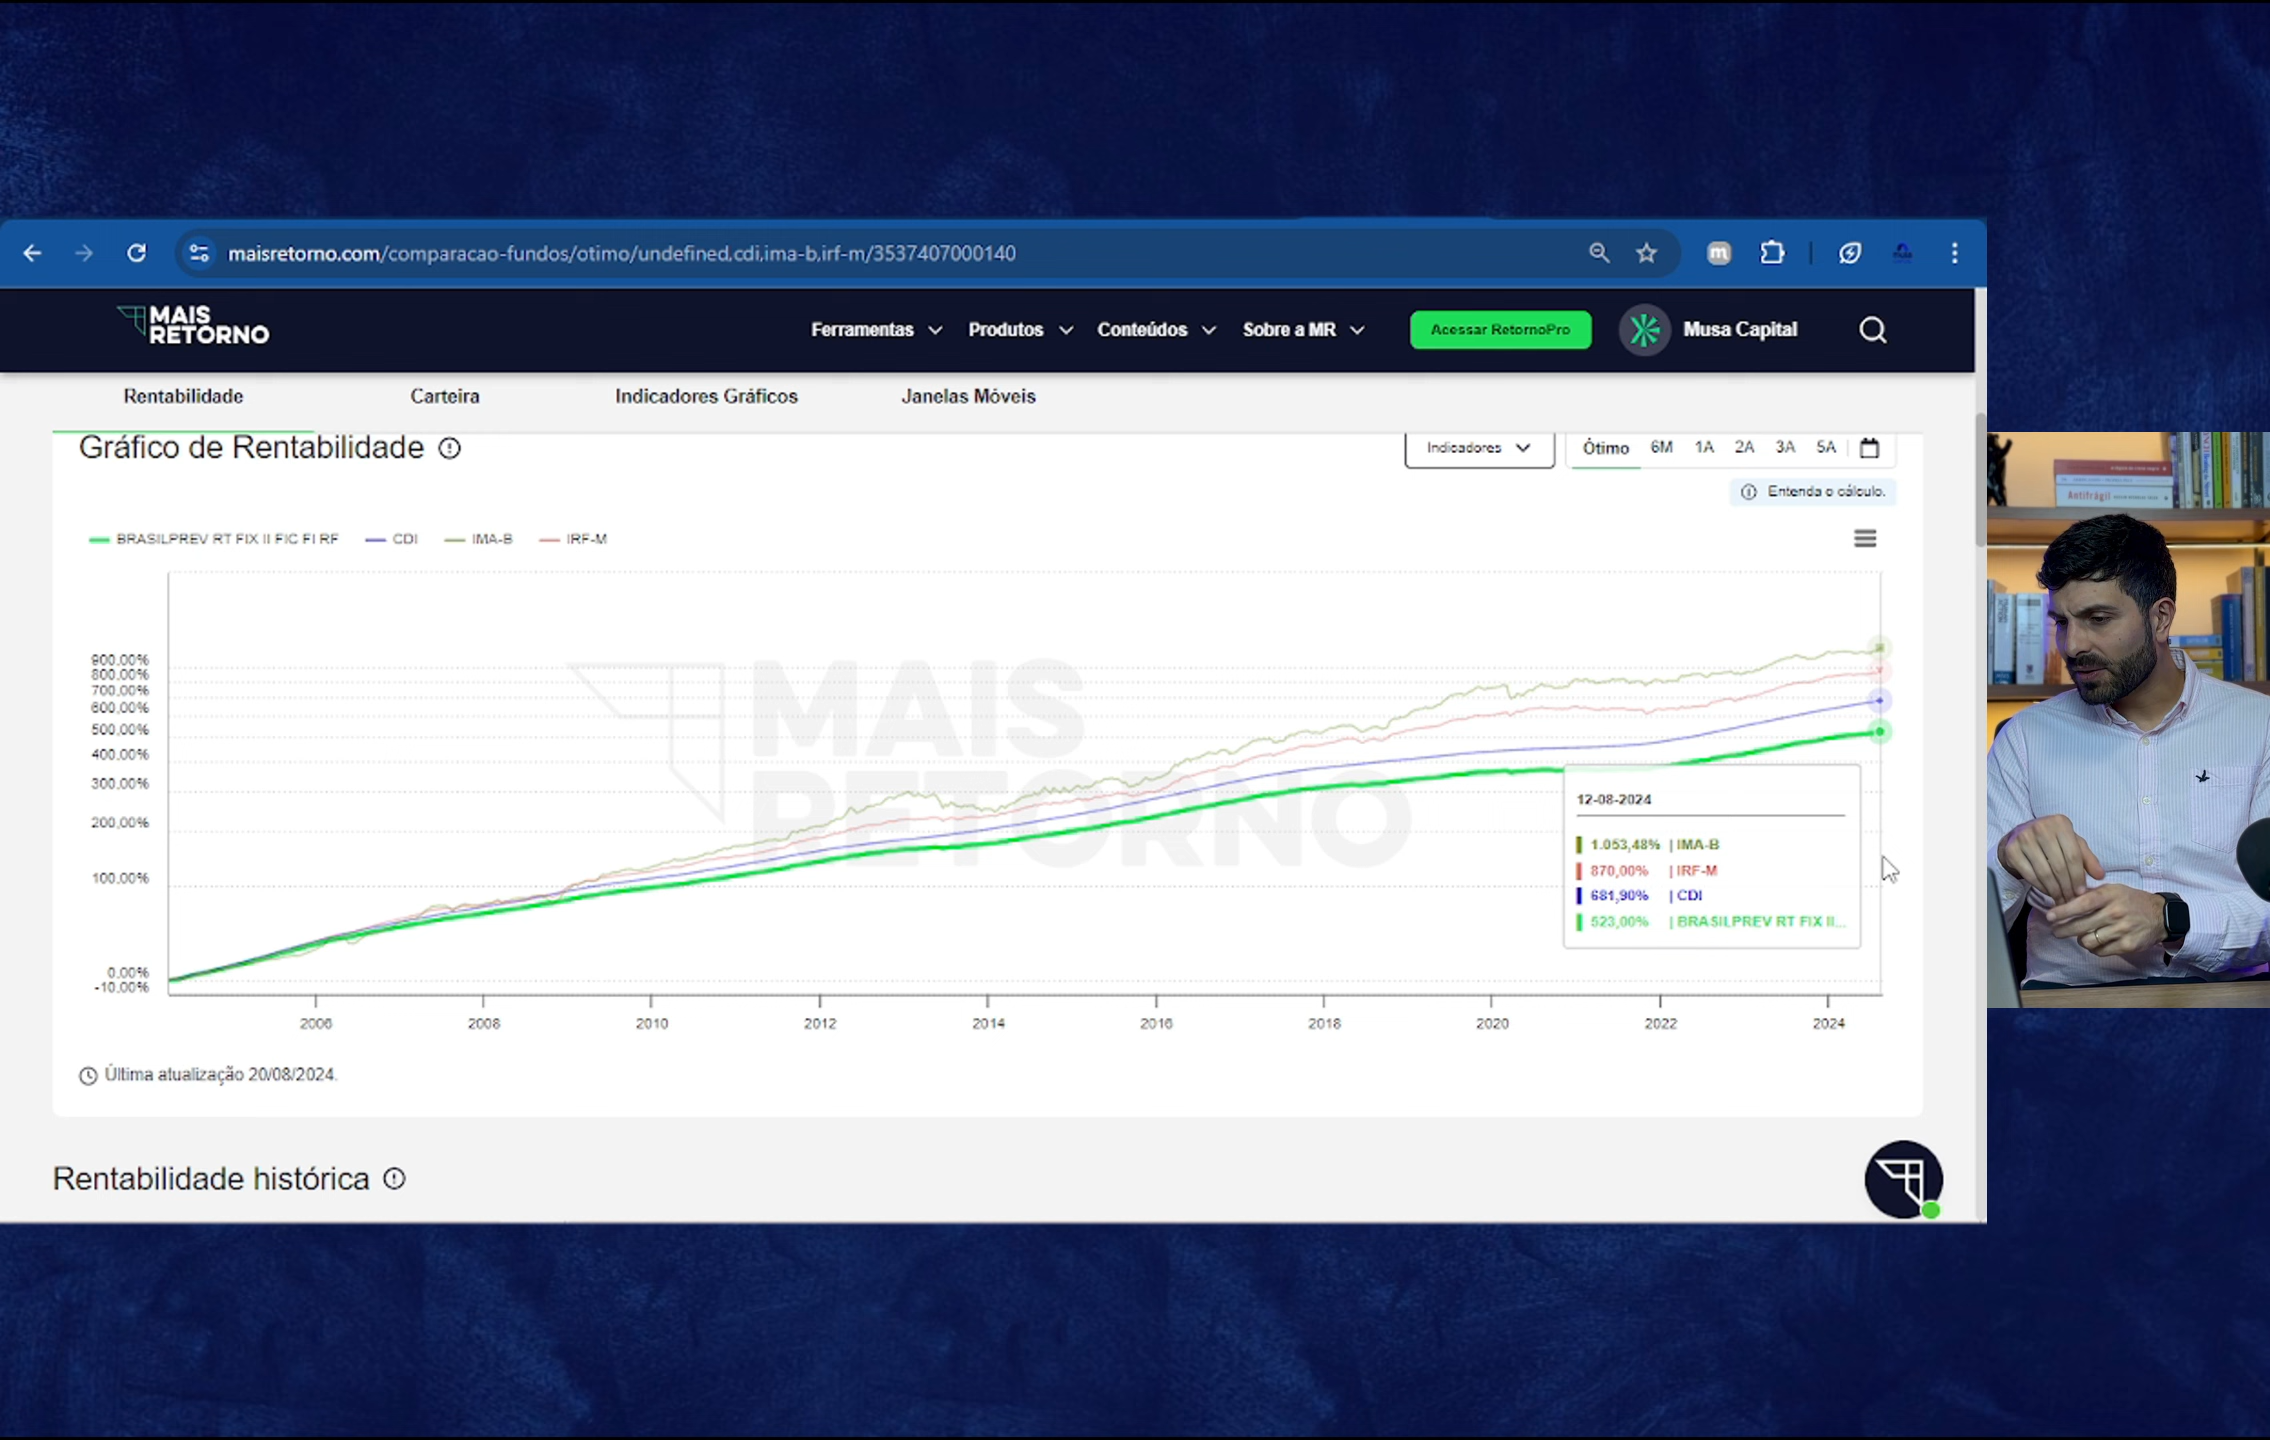 maisretorno.com/comparacao-fundos/otimo/undefined,cdi,ima-b,irf-m/3537407000140
m
MAIS
RETORNO
Ferramentas Produtos Conteúdos Sobre a MR Acessar RetornoPro Musa Capital
Rentabilidade Carteira Indicadores Gráficos Janelas Móveis
Gráfico de Rentabilidade
Indicadores Ótimo 6M 1A 2A 3A 5A
Entenda o cálculo.
BRASILPREV RT FIX II FIC FI RF CDI IMA-B IRF-M
MAIS
RETORNO
900.00%
800.00%
700.00%
600.00%
500.00%
400.00%
300.00%
200.00%
100.00%
0.00%
-10.00%
12-08-2024
1.053,48% | IMA-B
870,00% | IRF-M
681,90% | CDI
523,00% | BRASILPREV RT FIX II...
2006 2008 2010 2012 2014 2016 2018 2020 2022 2024
Última atualização 20/08/2024.
Rentabilidade histórica
Antifrágil